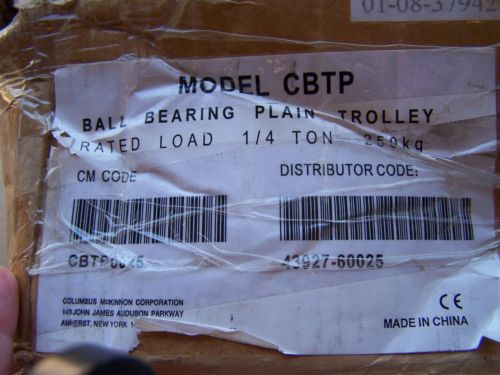 01-08-37942
MODEL CBTP
BALL BEARING PLAIN TROLLEY
RATED LOAD 1/4 TON 250kg
CM CODE
DISTRIBUTOR CODE:
CBTP0025
43927-60025
COLUMBUS McKINNON CORPORATION
140 JOHN JAMES AUDUBON PARKWAY
AMHERST, NEW YORK 1
CE
MADE IN CHINA